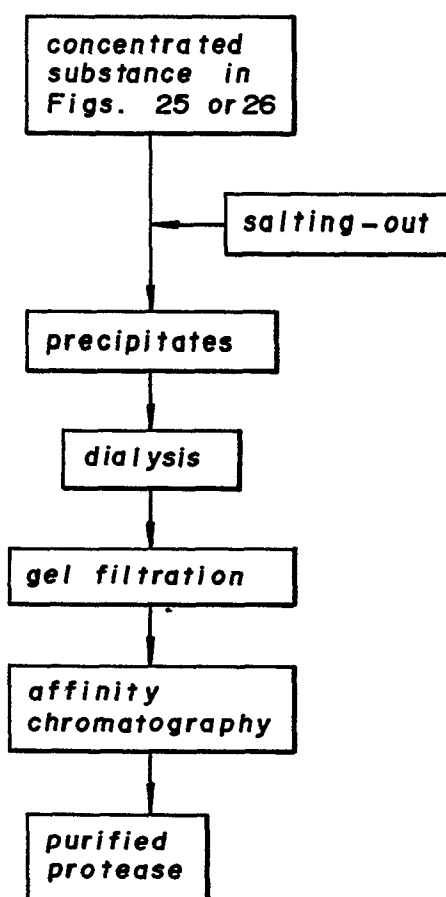 concentrated
substance in
Figs. 25 or 26
salting-out
precipitates
dialysis
gel filtration
affinity
chromatography
purified
protease